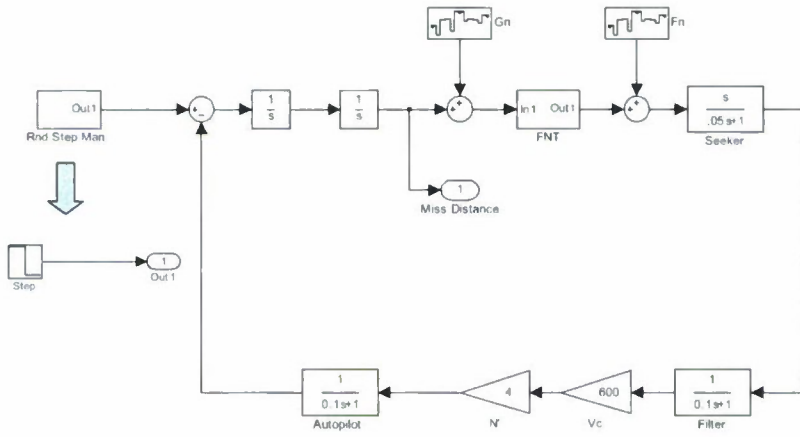 Gn
Fn
Out1
Rnd Step Man
+
−
1
s
1
s
+
+
In1 Out1
FNT
+
+
s
.05s+1
Seeker
1
Miss Distance
Step
1
Out1
1
0.1s+1
Autopilot
4
N'
600
Vc
1
0.1s+1
Filter